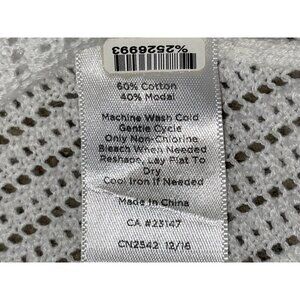 %25526993
60% Cotton
40% Modal
Machine Wash Cold
Gentle Cycle
Only Non-Chlorine
Bleach When Needed
Reshape, Lay Flat To
Dry
Cool Iron If Needed
Made In China
CA #23147
CN2542 12/16